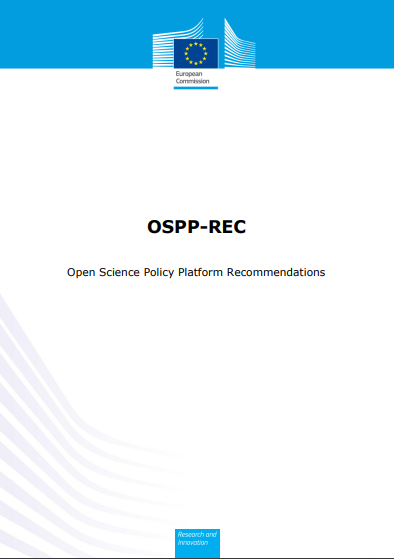 European
Commission
OSPP-REC
Open Science Policy Platform Recommendations
Research and
Innovation